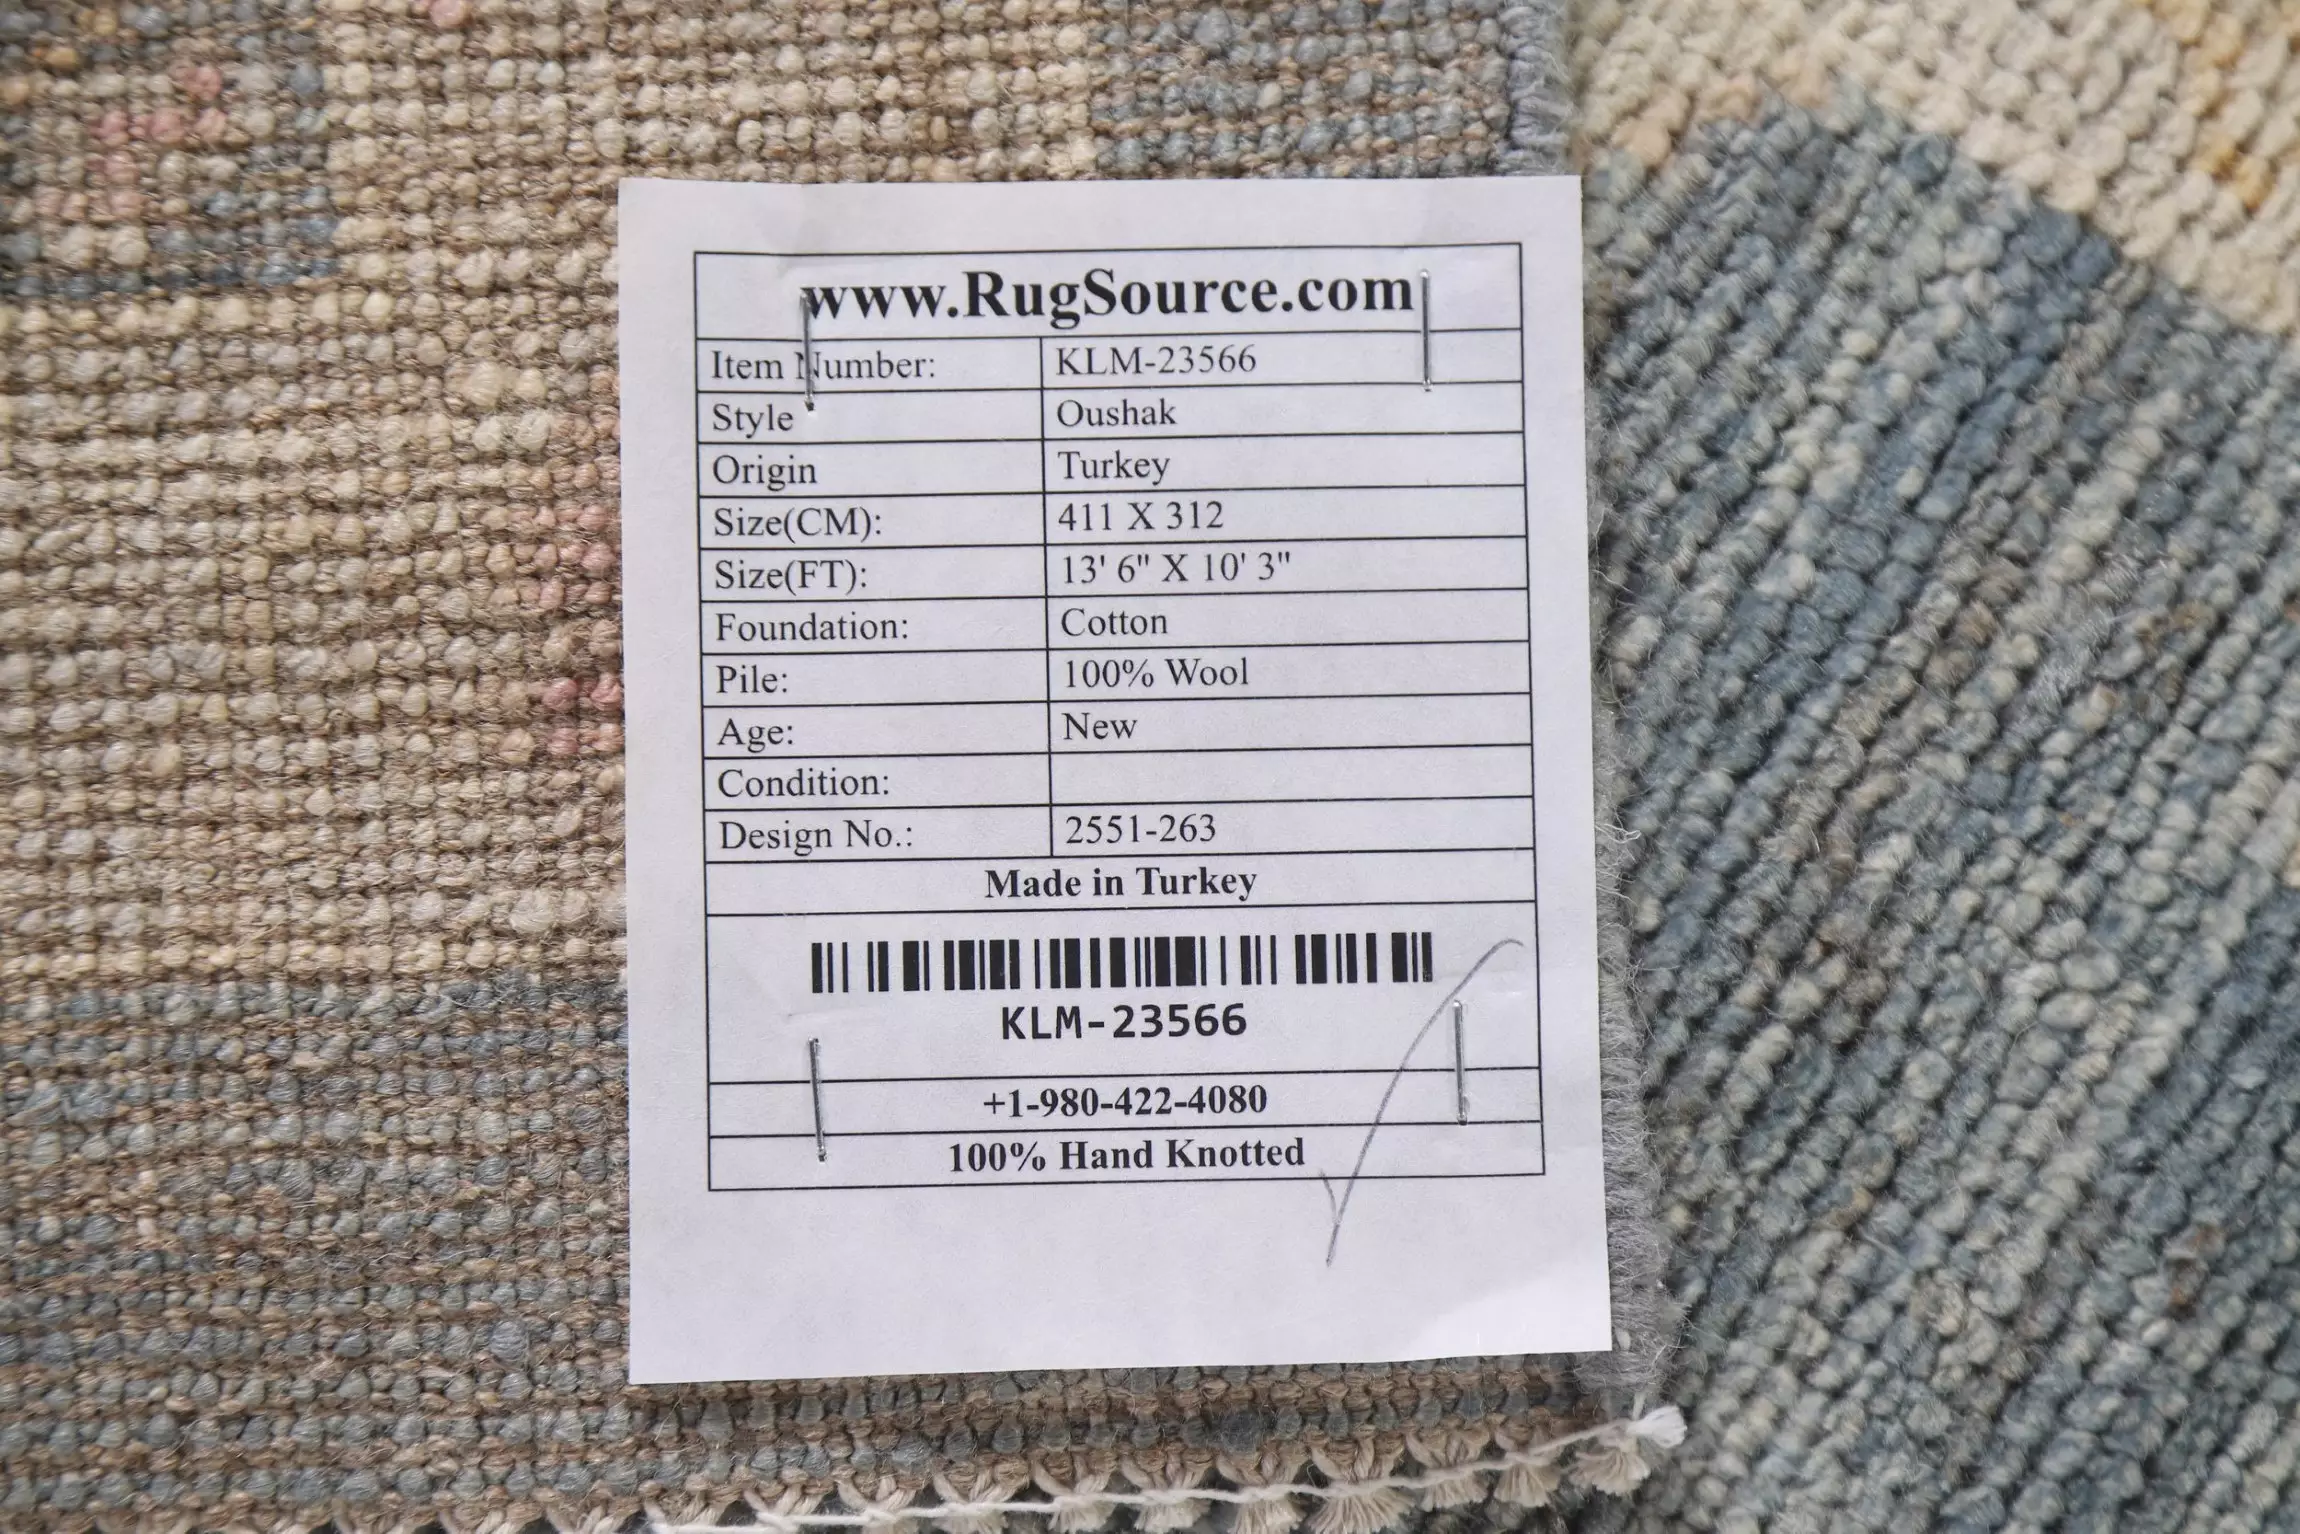 www.RugSource.com
Item Number: KLM-23566
Style Oushak
Origin Turkey
Size(CM): 411 X 312
Size(FT): 13' 6" X 10' 3"
Foundation: Cotton
Pile: 100% Wool
Age: New
Condition:
Design No.: 2551-263
Made in Turkey
KLM-23566
+1-980-422-4080
100% Hand Knotted